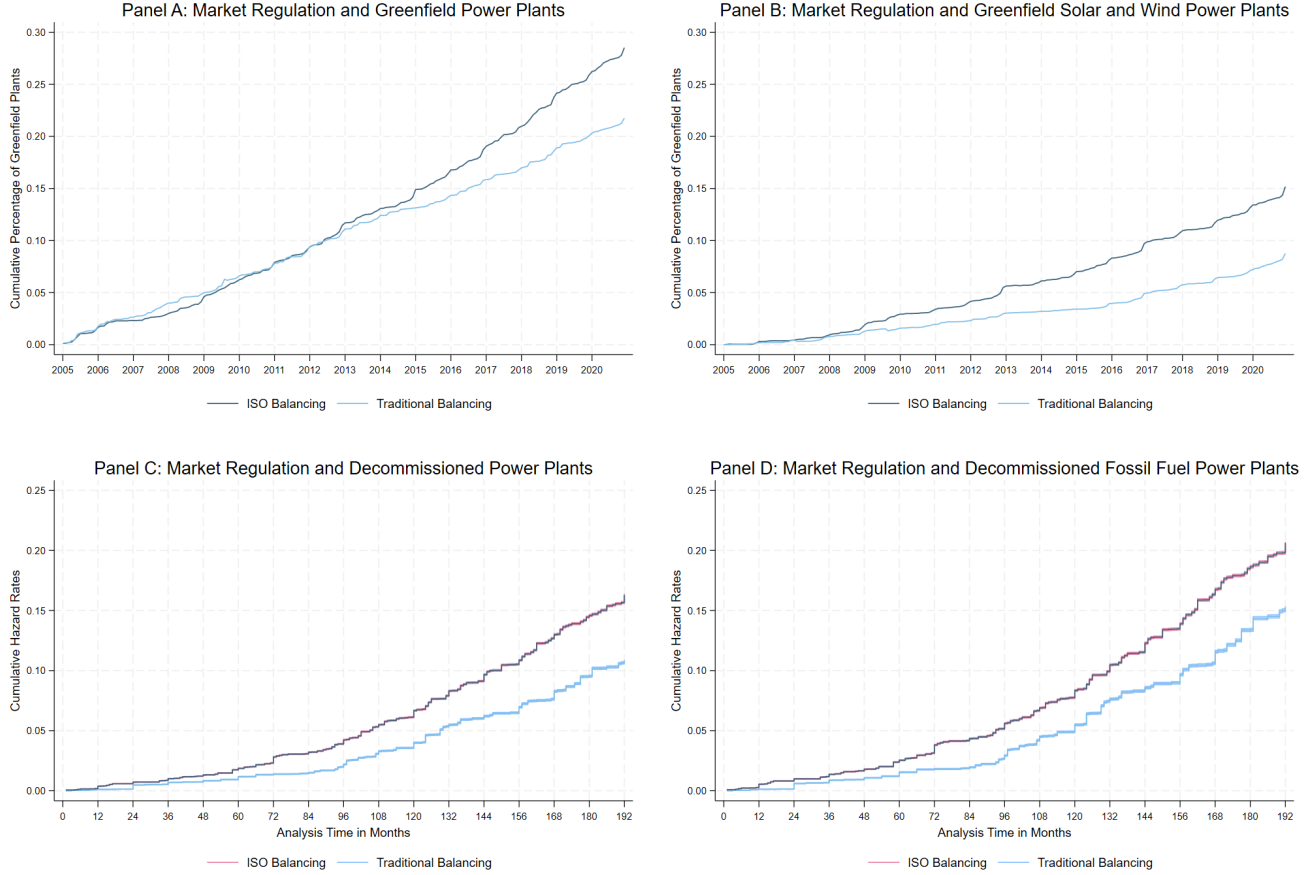 Panel A: Market Regulation and Greenfield Power Plants
Cumulative Percentage of Greenfield Plants
0.30
0.25
0.20
0.15
0.10
0.05
0.00
2005 2006 2007 2008 2009 2010 2011 2012 2013 2014 2015 2016 2017 2018 2019 2020
ISO Balancing Traditional Balancing
Panel B: Market Regulation and Greenfield Solar and Wind Power Plants
Cumulative Percentage of Greenfield Plants
0.30
0.25
0.20
0.15
0.10
0.05
0.00
2005 2006 2007 2008 2009 2010 2011 2012 2013 2014 2015 2016 2017 2018 2019 2020
ISO Balancing Traditional Balancing
Panel C: Market Regulation and Decommissioned Power Plants
Cumulative Hazard Rates
0.25
0.20
0.15
0.10
0.05
0.00
0 12 24 36 48 60 72 84 96 108 120 132 144 156 168 180 192
Analysis Time in Months
ISO Balancing Traditional Balancing
Panel D: Market Regulation and Decommissioned Fossil Fuel Power Plants
Cumulative Hazard Rates
0.25
0.20
0.15
0.10
0.05
0.00
0 12 24 36 48 60 72 84 96 108 120 132 144 156 168 180 192
Analysis Time in Months
ISO Balancing Traditional Balancing